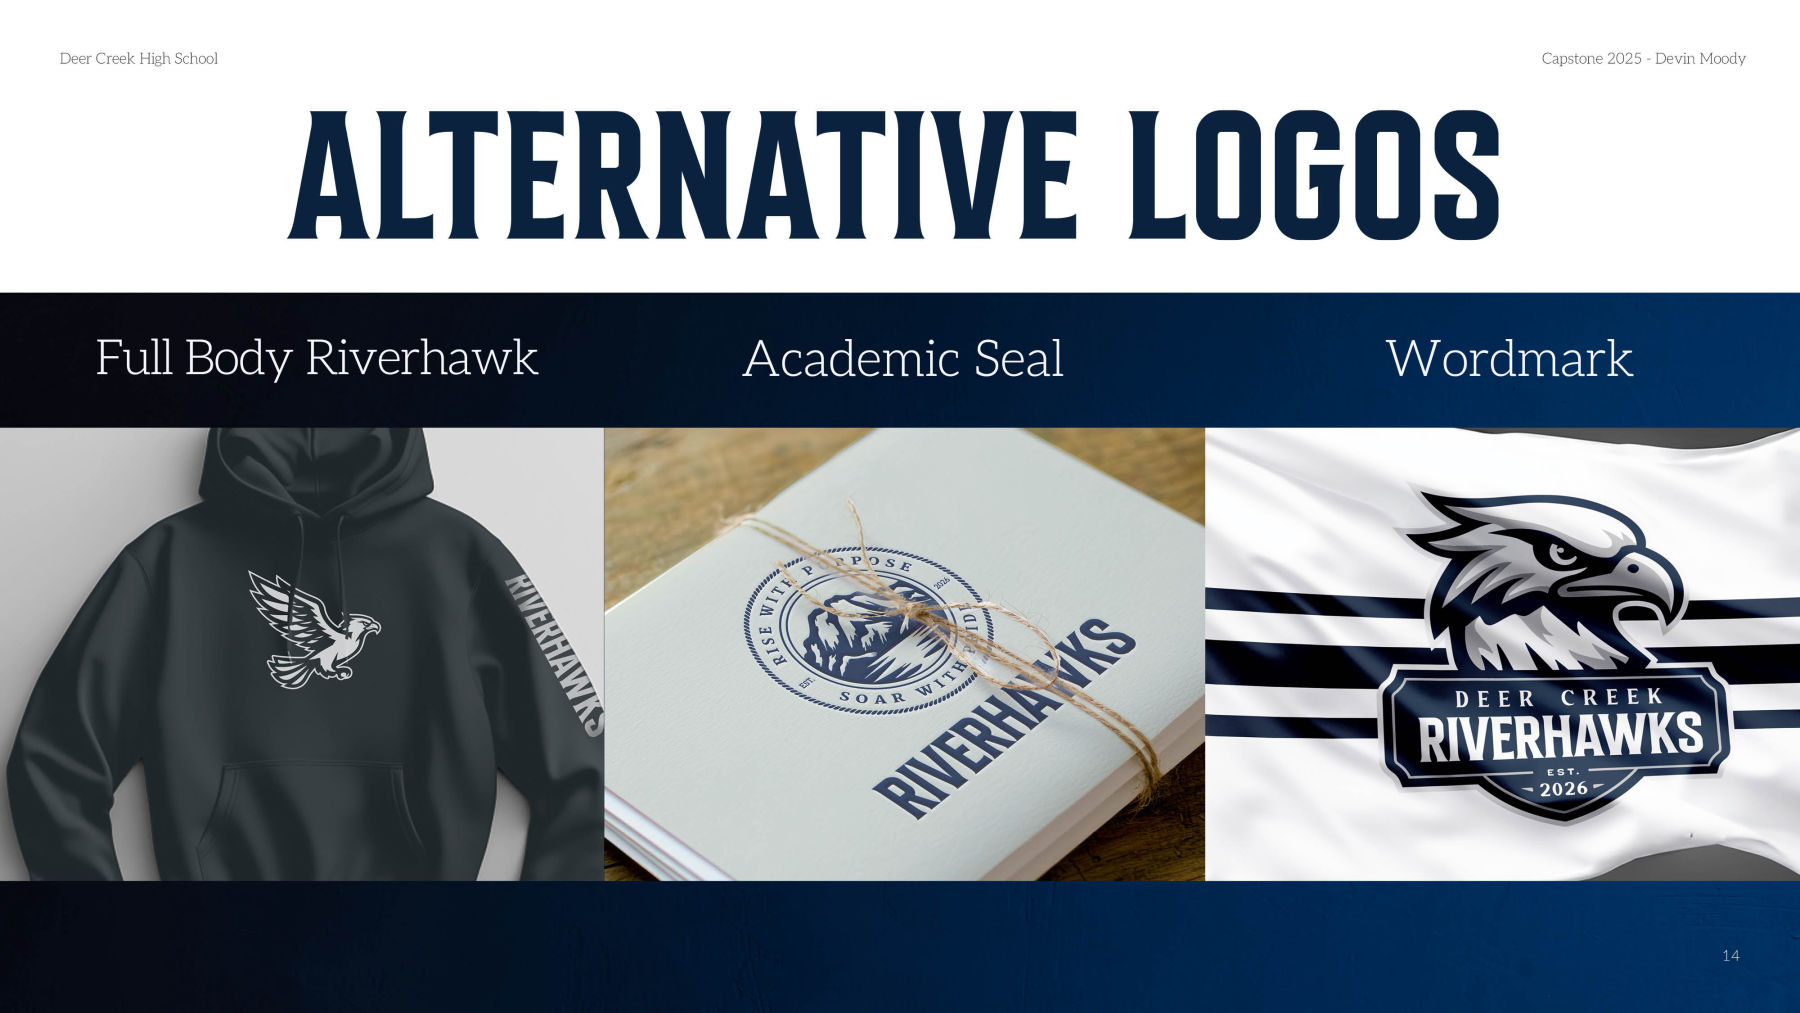 Deer Creek High School
Capstone 2025 - Devin Moody
ALTERNATIVE LOGOS
Full Body Riverhawk
Academic Seal
Wordmark
RIVERHAWKS
RISE WITH PURPOSE
2026
SOAR WITH
EST.
RIVERHAWKS
DEER CREEK
RIVERHAWKS
EST.
2026
14